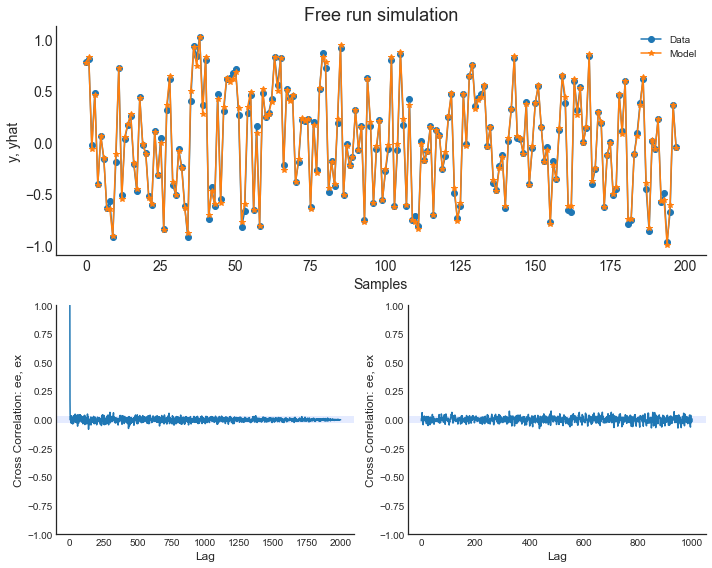 Free run simulation
Data
Model
y, yhat
1.0
0.5
0.0
−0.5
−1.0
0 25 50 75 100 125 150 175 200
Samples
Cross Correlation: ee, ex
1.00
0.75
0.50
0.25
0.00
−0.25
−0.50
−0.75
−1.00
0 250 500 750 1000 1250 1500 1750 2000
Lag
Cross Correlation: ee, ex
1.00
0.75
0.50
0.25
0.00
−0.25
−0.50
−0.75
−1.00
0 200 400 600 800 1000
Lag